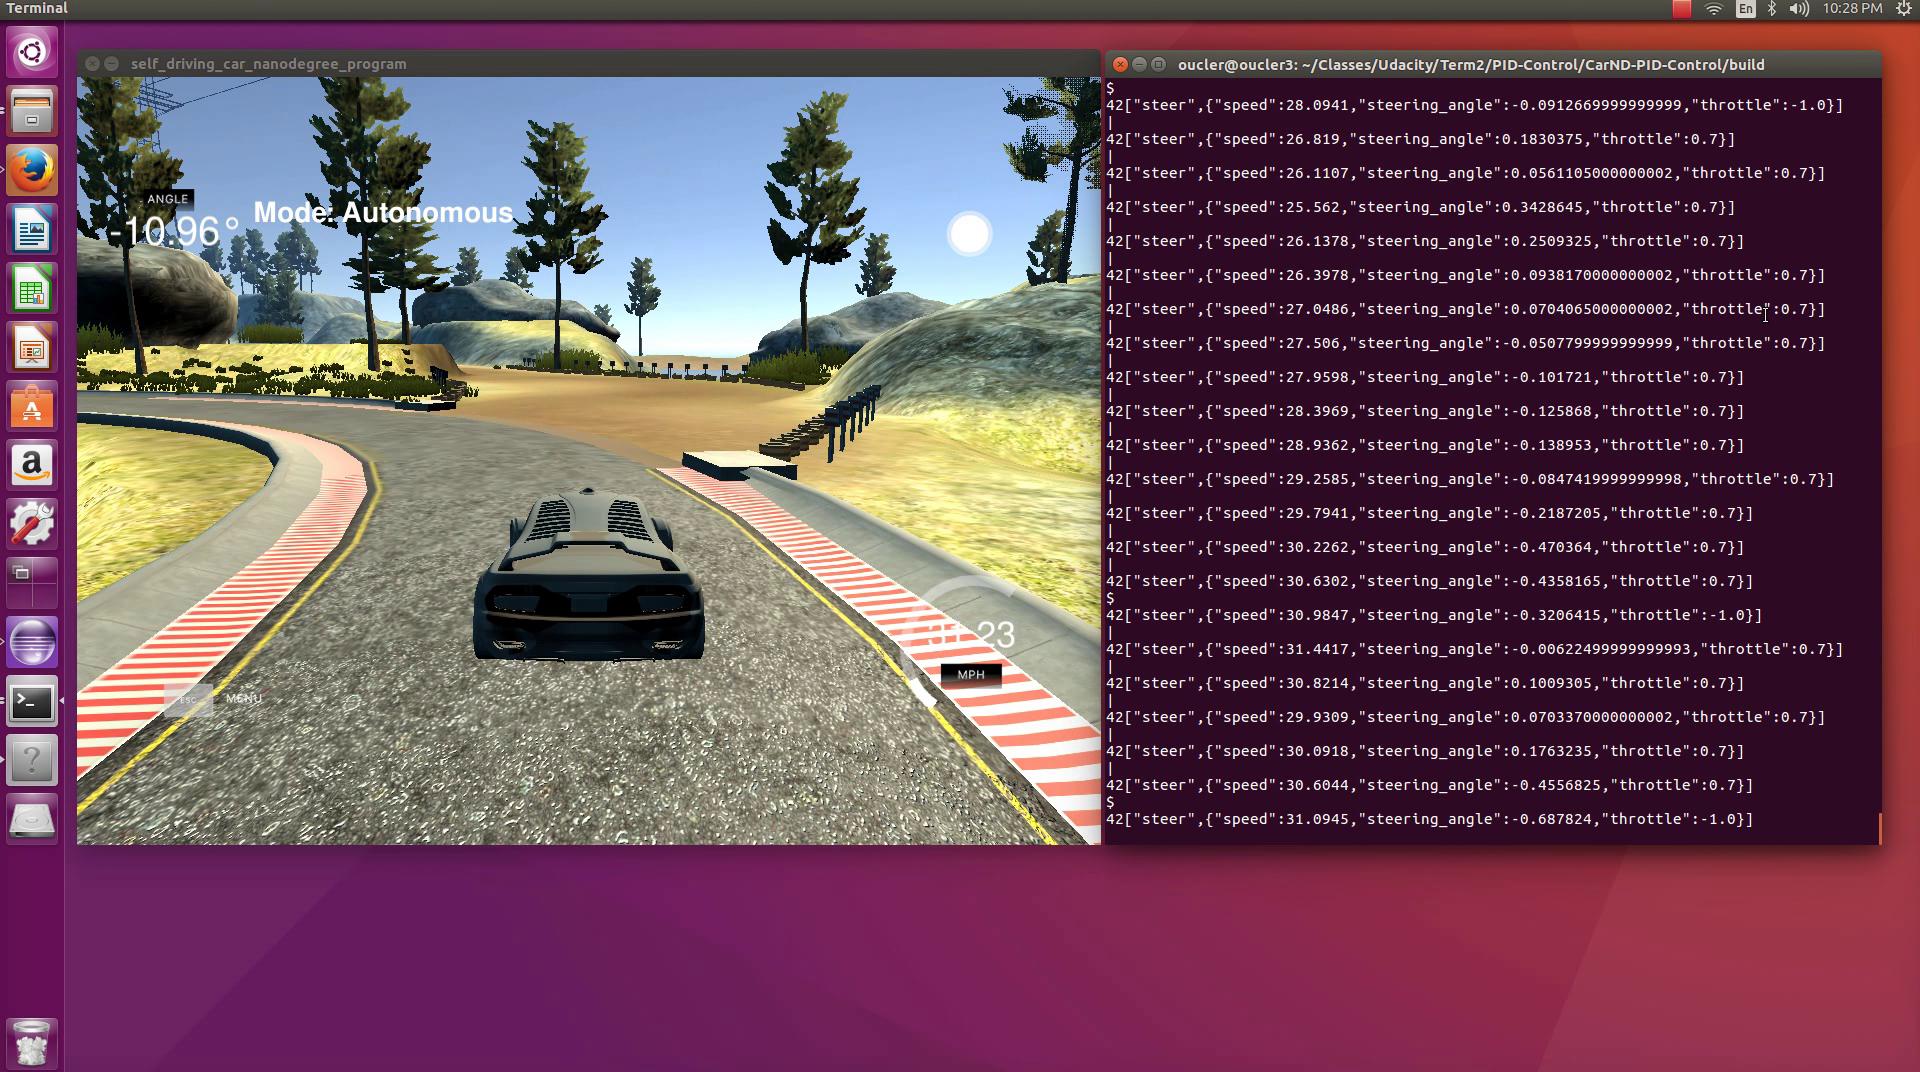 Terminal
En
10:28 PM
self_driving_car_nanodegree_program
ANGLE
-10.96°
Mode: Autonomous
31.23
MPH
ESC
MENU
a
?
oucler@oucler3: ~/Classes/Udacity/Term2/PID-Control/CarND-PID-Control/build
$
42["steer",{"speed":28.0941,"steering_angle":-0.0912669999999999,"throttle":-1.0}]
|
42["steer",{"speed":26.819,"steering_angle":0.1830375,"throttle":0.7}]
|
42["steer",{"speed":26.1107,"steering_angle":0.0561105000000002,"throttle":0.7}]
|
42["steer",{"speed":25.562,"steering_angle":0.3428645,"throttle":0.7}]
|
42["steer",{"speed":26.1378,"steering_angle":0.2509325,"throttle":0.7}]
|
42["steer",{"speed":26.3978,"steering_angle":0.0938170000000002,"throttle":0.7}]
|
42["steer",{"speed":27.0486,"steering_angle":0.0704065000000002,"throttle":0.7}]
|
42["steer",{"speed":27.506,"steering_angle":-0.0507799999999999,"throttle":0.7}]
|
42["steer",{"speed":27.9598,"steering_angle":-0.101721,"throttle":0.7}]
|
42["steer",{"speed":28.3969,"steering_angle":-0.125868,"throttle":0.7}]
|
42["steer",{"speed":28.9362,"steering_angle":-0.138953,"throttle":0.7}]
|
42["steer",{"speed":29.2585,"steering_angle":-0.0847419999999998,"throttle":0.7}]
|
42["steer",{"speed":29.7941,"steering_angle":-0.2187205,"throttle":0.7}]
|
42["steer",{"speed":30.2262,"steering_angle":-0.470364,"throttle":0.7}]
|
42["steer",{"speed":30.6302,"steering_angle":-0.4358165,"throttle":0.7}]
$
42["steer",{"speed":30.9847,"steering_angle":-0.3206415,"throttle":-1.0}]
|
42["steer",{"speed":31.4417,"steering_angle":-0.00622499999999993,"throttle":0.7}]
|
42["steer",{"speed":30.8214,"steering_angle":0.1009305,"throttle":0.7}]
|
42["steer",{"speed":29.9309,"steering_angle":0.0703370000000002,"throttle":0.7}]
|
42["steer",{"speed":30.0918,"steering_angle":0.1763235,"throttle":0.7}]
|
42["steer",{"speed":30.6044,"steering_angle":-0.4556825,"throttle":0.7}]
$
42["steer",{"speed":31.0945,"steering_angle":-0.687824,"throttle":-1.0}]